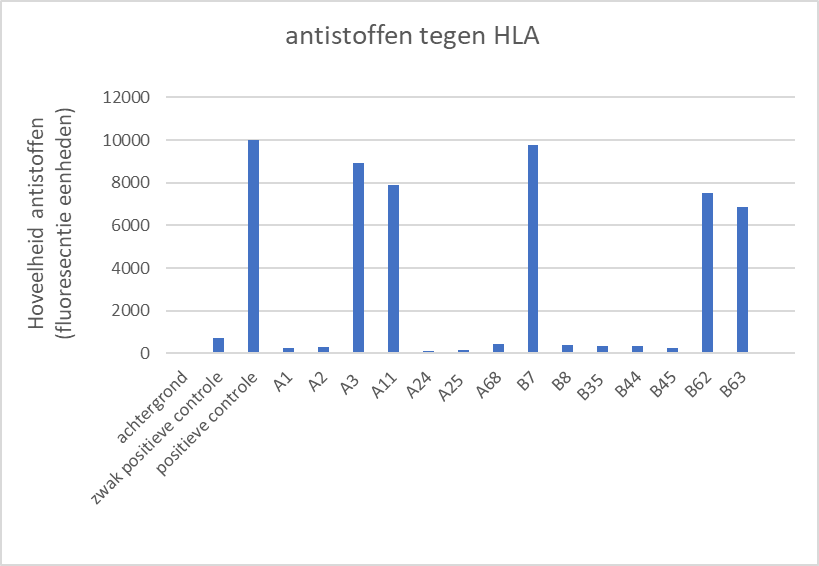 antistoffen tegen HLA
Hoveelheid antistoffen
(fluoresecntie eenheden)
12000
10000
8000
6000
4000
2000
0
achtergrond
zwak positieve controle
positieve controle
A1
A2
A3
A11
A24
A25
A68
B7
B8
B35
B44
B45
B62
B63